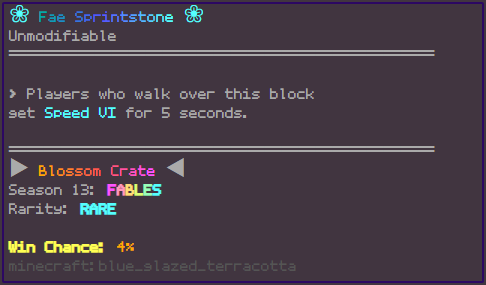 ❀ Fae Sprintstone ❀
Unmodifiable
> Players who walk over this block
get Speed VI for 5 seconds.
▶ Blossom Crate ◀
Season 13: FABLES
Rarity: RARE
Win Chance: 4%
minecraft:blue_glazed_terracotta